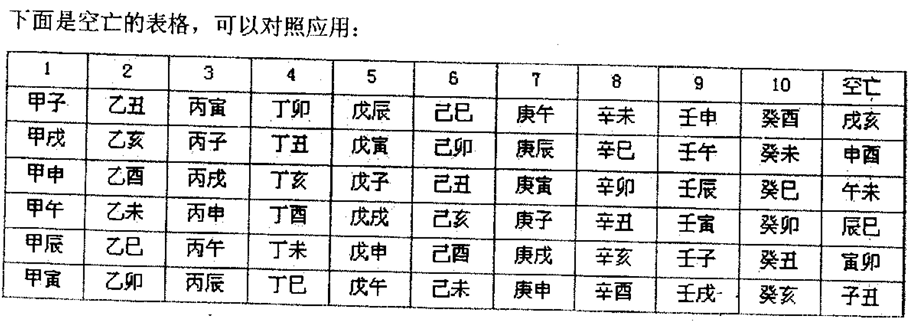 下面是空亡的表格，可以对照应用：
1 2 3 4 5 6 7 8 9 10 空亡
甲子 乙丑 丙寅 丁卯 戊辰 己巳 庚午 辛未 壬申 癸酉 戌亥
甲戌 乙亥 丙子 丁丑 戊寅 己卯 庚辰 辛巳 壬午 癸未 申酉
甲申 乙酉 丙戌 丁亥 戊子 己丑 庚寅 辛卯 壬辰 癸巳 午未
甲午 乙未 丙申 丁酉 戊戌 己亥 庚子 辛丑 壬寅 癸卯 辰巳
甲辰 乙巳 丙午 丁未 戊申 己酉 庚戌 辛亥 壬子 癸丑 寅卯
甲寅 乙卯 丙辰 丁巳 戊午 己未 庚申 辛酉 壬戌 癸亥 子丑